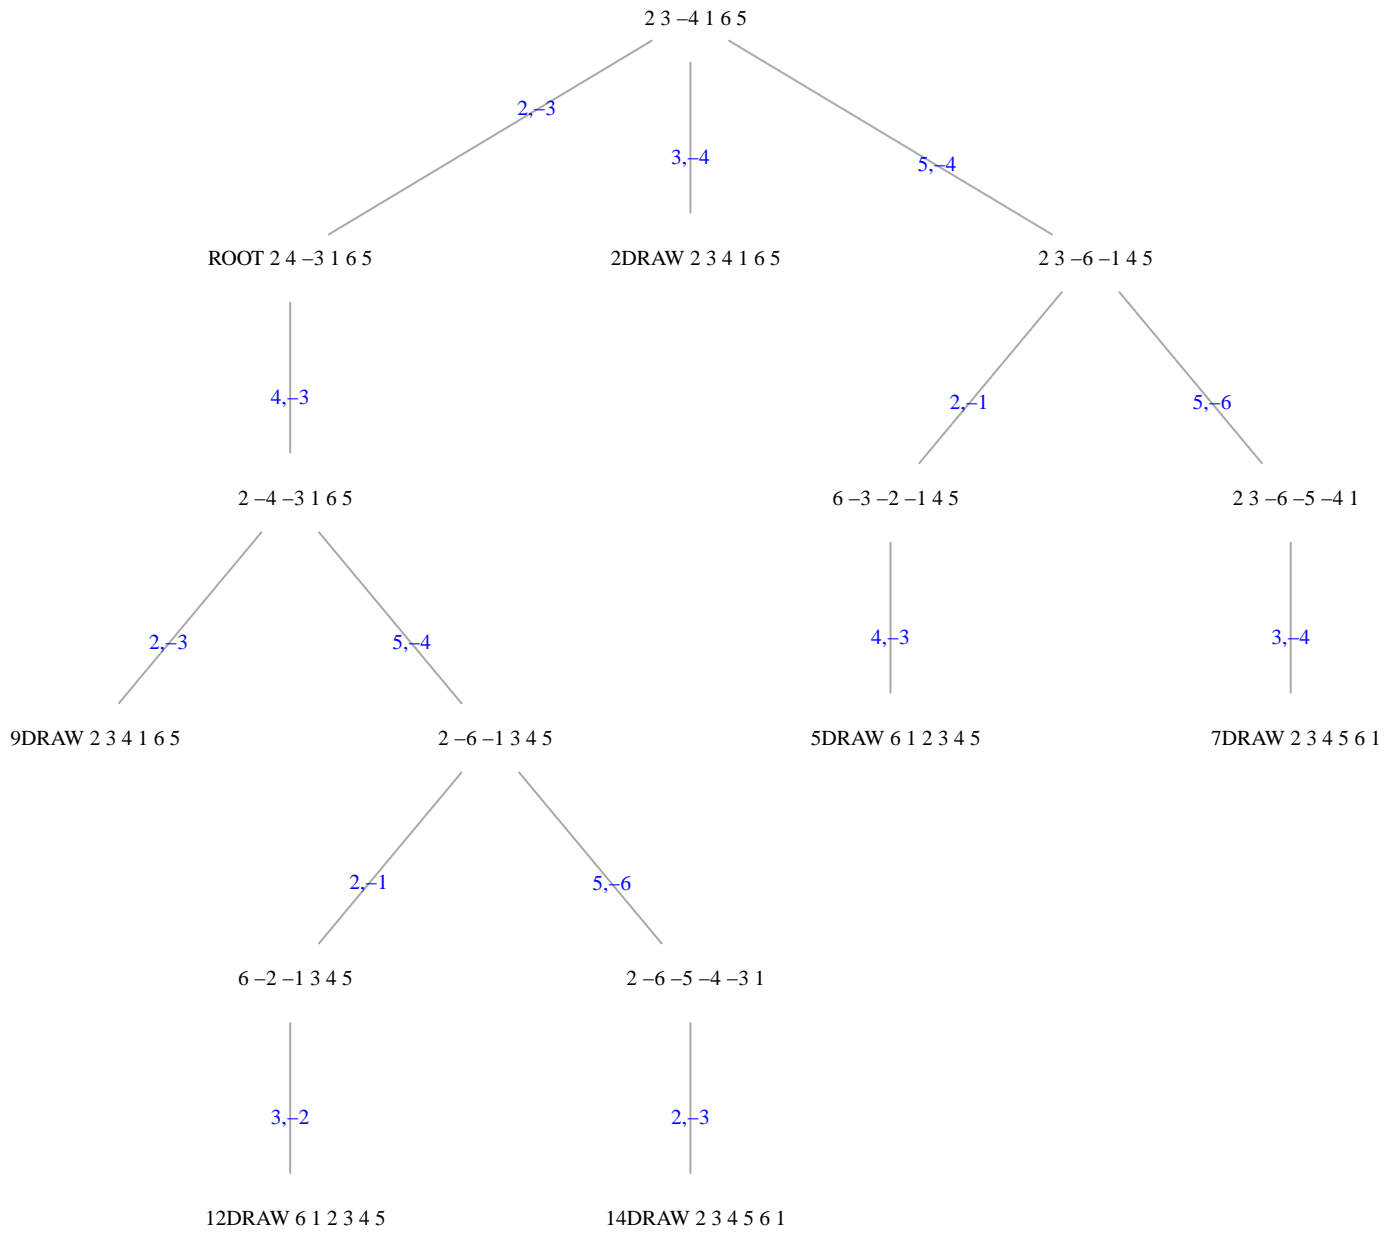 2 3 –4 1 6 5
2,–3
3,–4
5,–4
ROOT 2 4 –3 1 6 5
2DRAW 2 3 4 1 6 5
2 3 –6 –1 4 5
4,–3
2,–1
5,–6
2 –4 –3 1 6 5
6 –3 –2 –1 4 5
2 3 –6 –5 –4 1
2,–3
5,–4
4,–3
3,–4
9DRAW 2 3 4 1 6 5
2 –6 –1 3 4 5
5DRAW 6 1 2 3 4 5
7DRAW 2 3 4 5 6 1
2,–1
5,–6
6 –2 –1 3 4 5
2 –6 –5 –4 –3 1
3,–2
2,–3
12DRAW 6 1 2 3 4 5
14DRAW 2 3 4 5 6 1